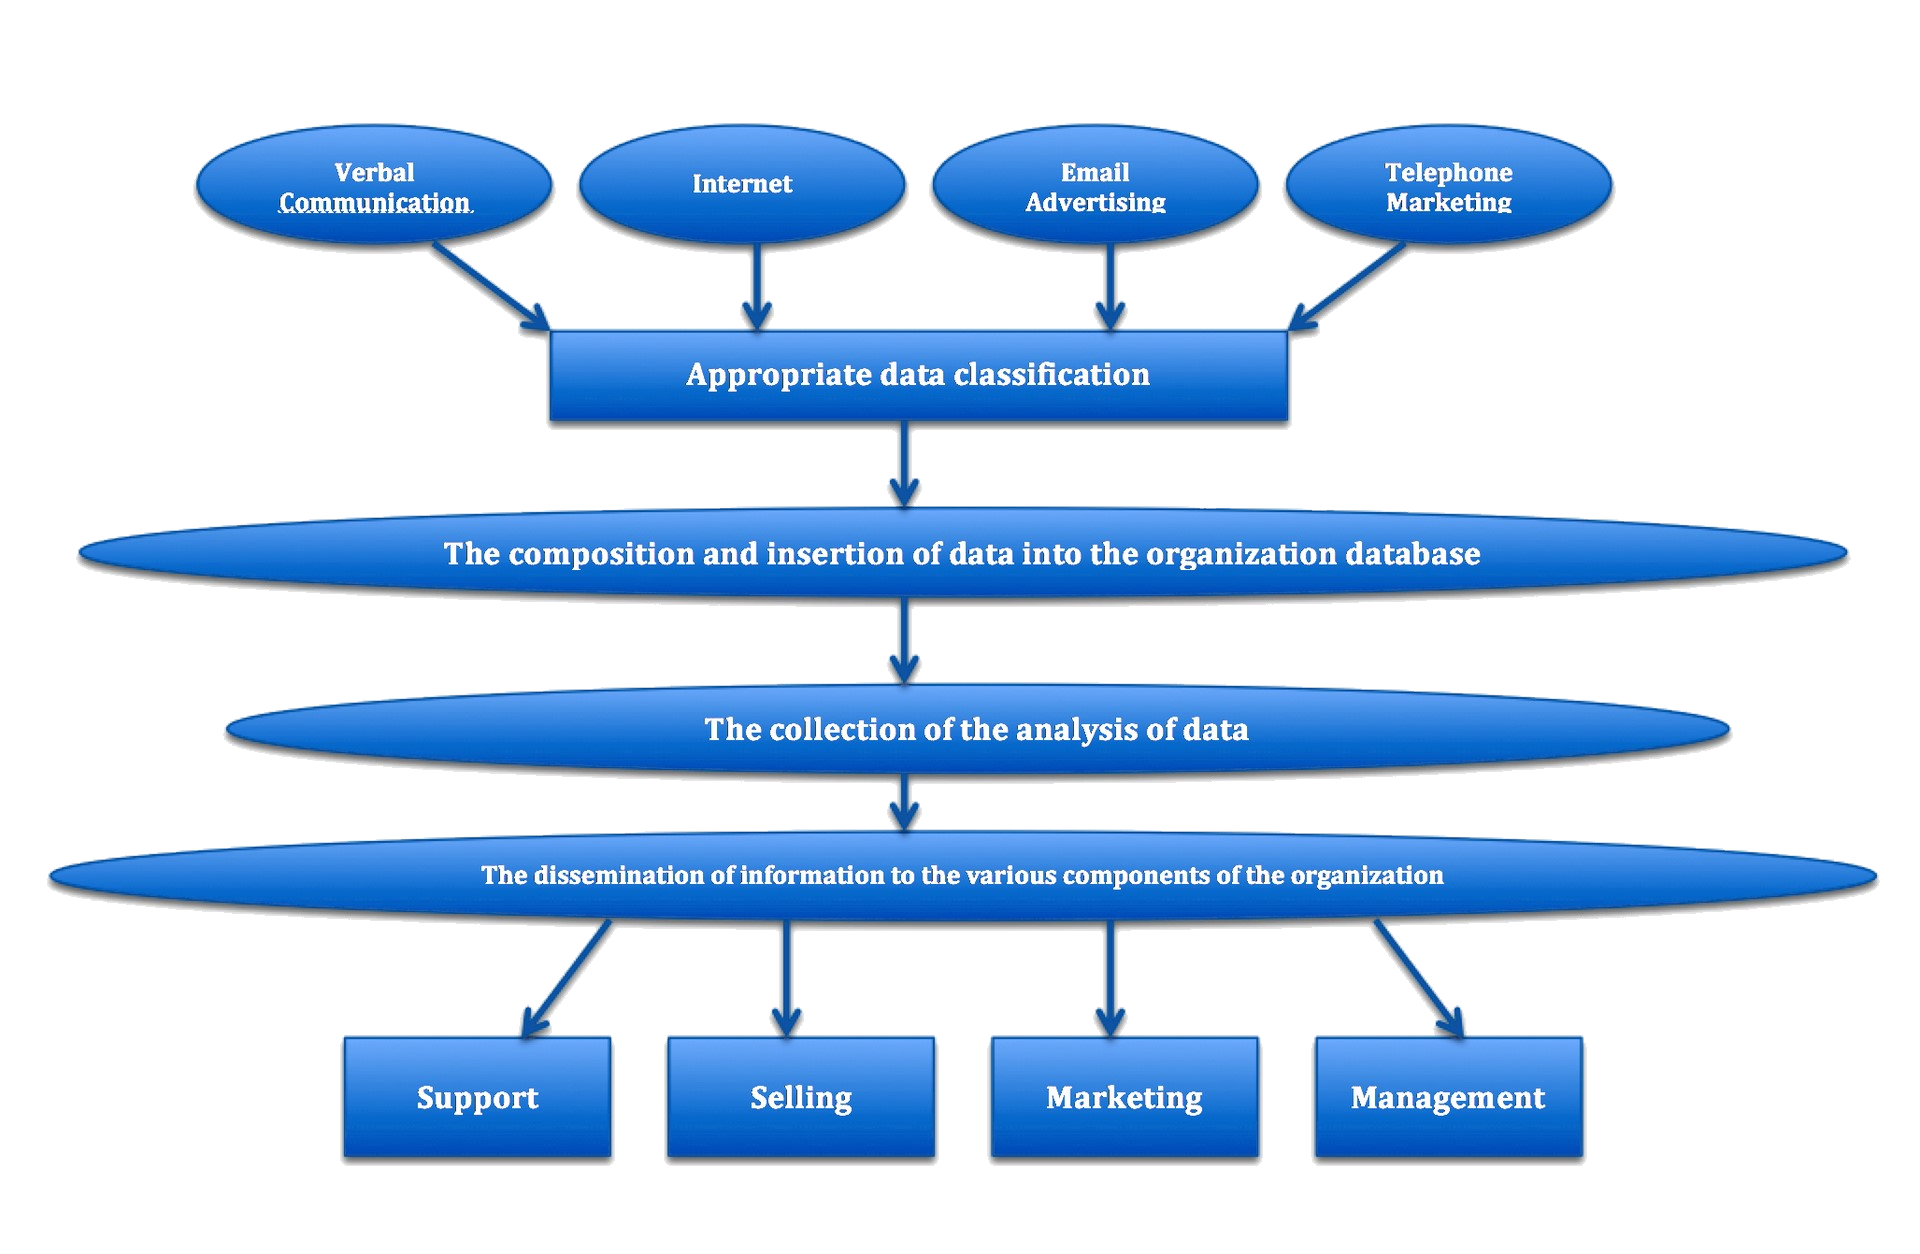 Verbal
Communication
Internet
Email
Advertising
Telephone
Marketing
Appropriate data classification
The composition and insertion of data into the organization database
The collection of the analysis of data
The dissemination of information to the various components of the organization
Support
Selling
Marketing
Management